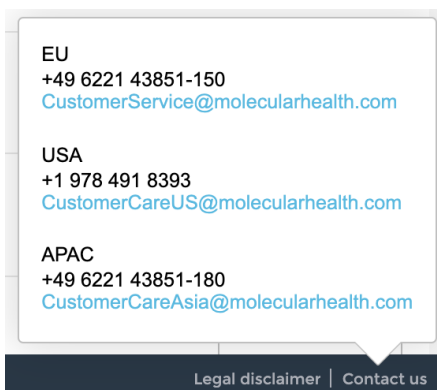 EU
+49 6221 43851-150
CustomerService@molecularhealth.com
USA
+1 978 491 8393
CustomerCareUS@molecularhealth.com
APAC
+49 6221 43851-180
CustomerCareAsia@molecularhealth.com
Legal disclaimer | Contact us